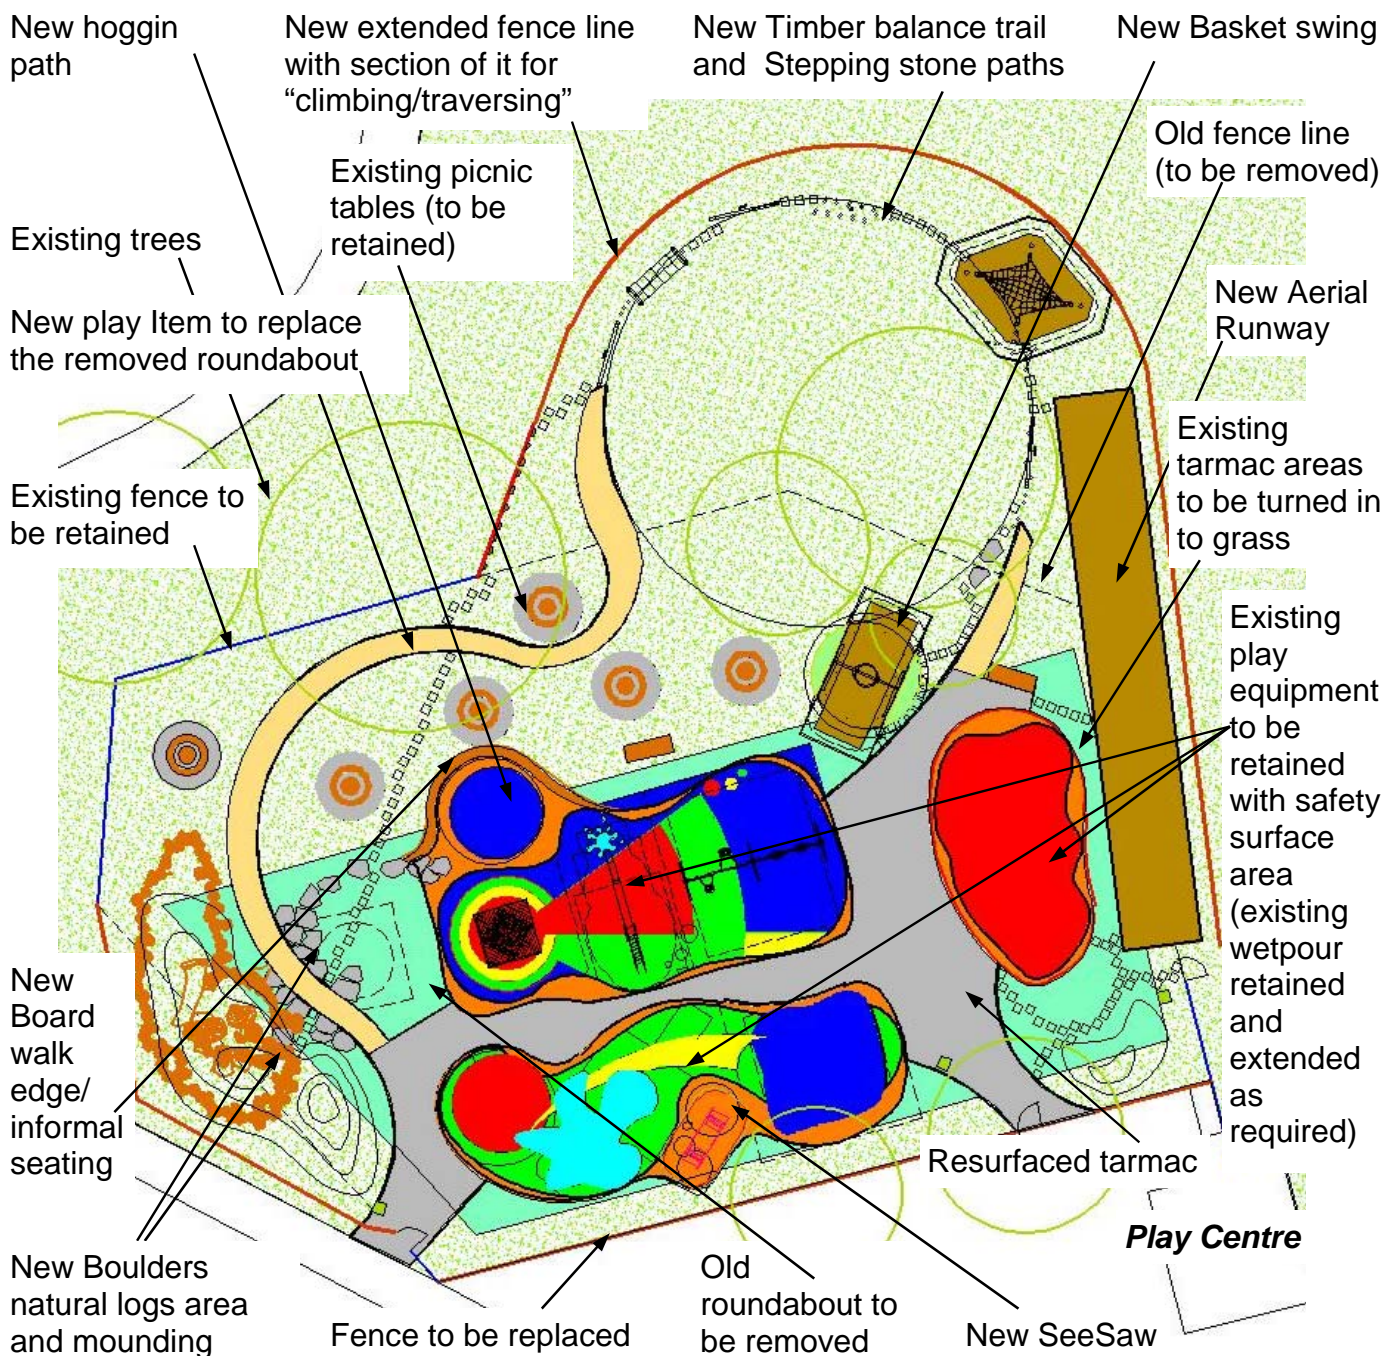 New hoggin
path
New extended fence line
with section of it for
“climbing/traversing”
New Timber balance trail
and Stepping stone paths
New Basket swing
Old fence line
(to be removed)
Existing picnic
tables (to be
retained)
Existing trees
New Aerial
Runway
New play Item to replace
the removed roundabout
Existing
tarmac areas
to be turned in
to grass
Existing fence to
be retained
Existing
play
equipment
to be
retained
with safety
surface
area
(existing
wetpour
retained
and
extended
as
required)
New
Board
walk
edge/
informal
seating
Resurfaced tarmac
Play Centre
New Boulders
natural logs area
and mounding
Fence to be replaced
Old
roundabout to
be removed
New SeeSaw